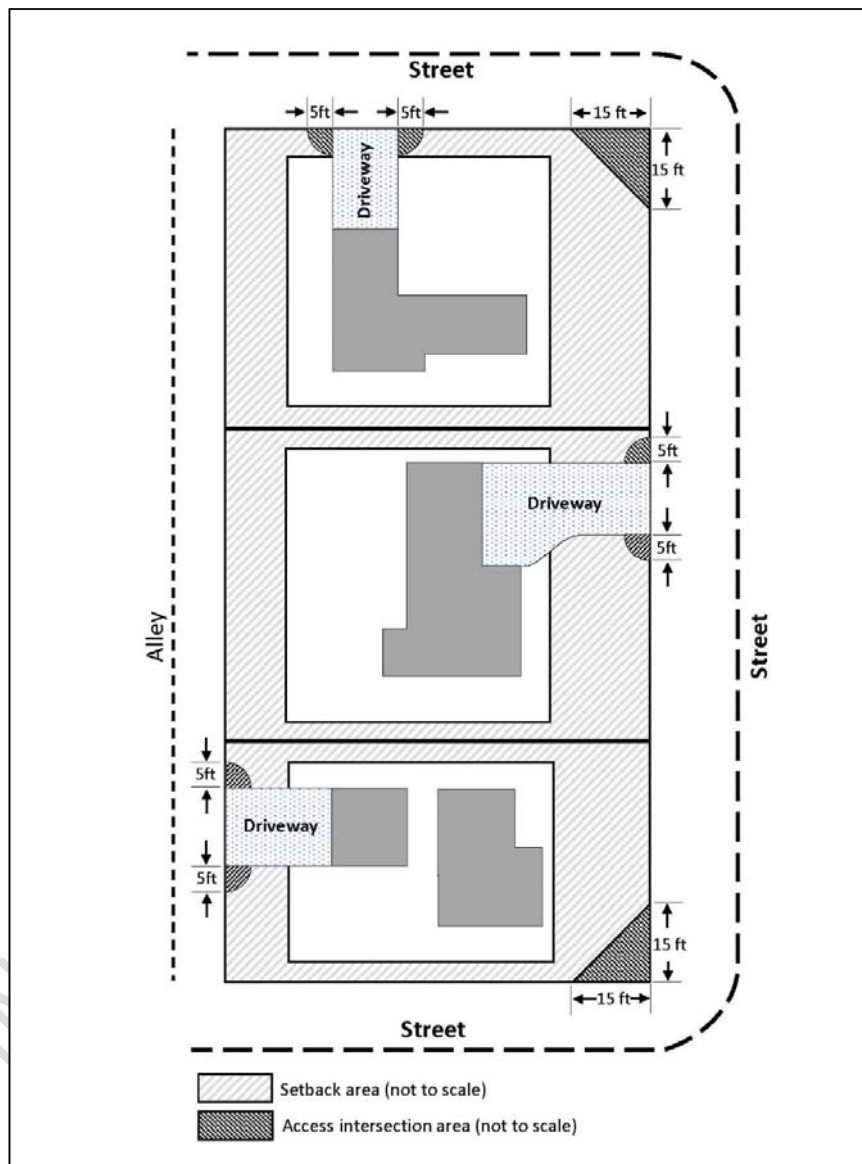 Street
5ft
5ft
15 ft
15 ft
Driveway
5ft
Driveway
5ft
Alley
Street
5ft
Driveway
5ft
15 ft
15 ft
Street
Setback area (not to scale)
Access intersection area (not to scale)